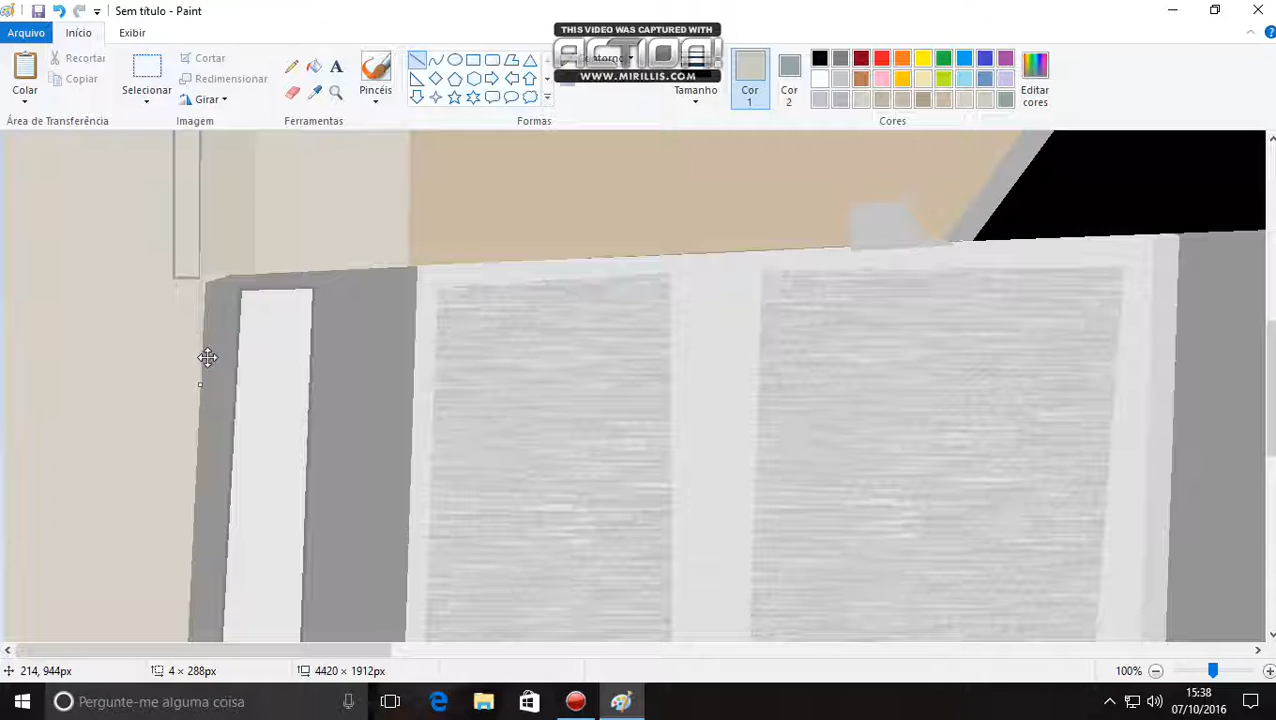 Sem título - Paint
Arquivo Início Exibir
THIS VIDEO WAS CAPTURED WITH
ACTION!
WWW.MIRILLIS.COM
Colar
Recortar
Copiar
Área de Transferência
Selecionar
Cortar
Redimensionar
Girar
Imagem
Ferramentas
Pincéis
Contorno
Formas
Tamanho
Cor 1
Cor 2
Cores
Editar cores
214, 944px 4 × 288px 4420 × 1912px 100%
Pergunte-me alguma coisa
15:38
07/10/2016